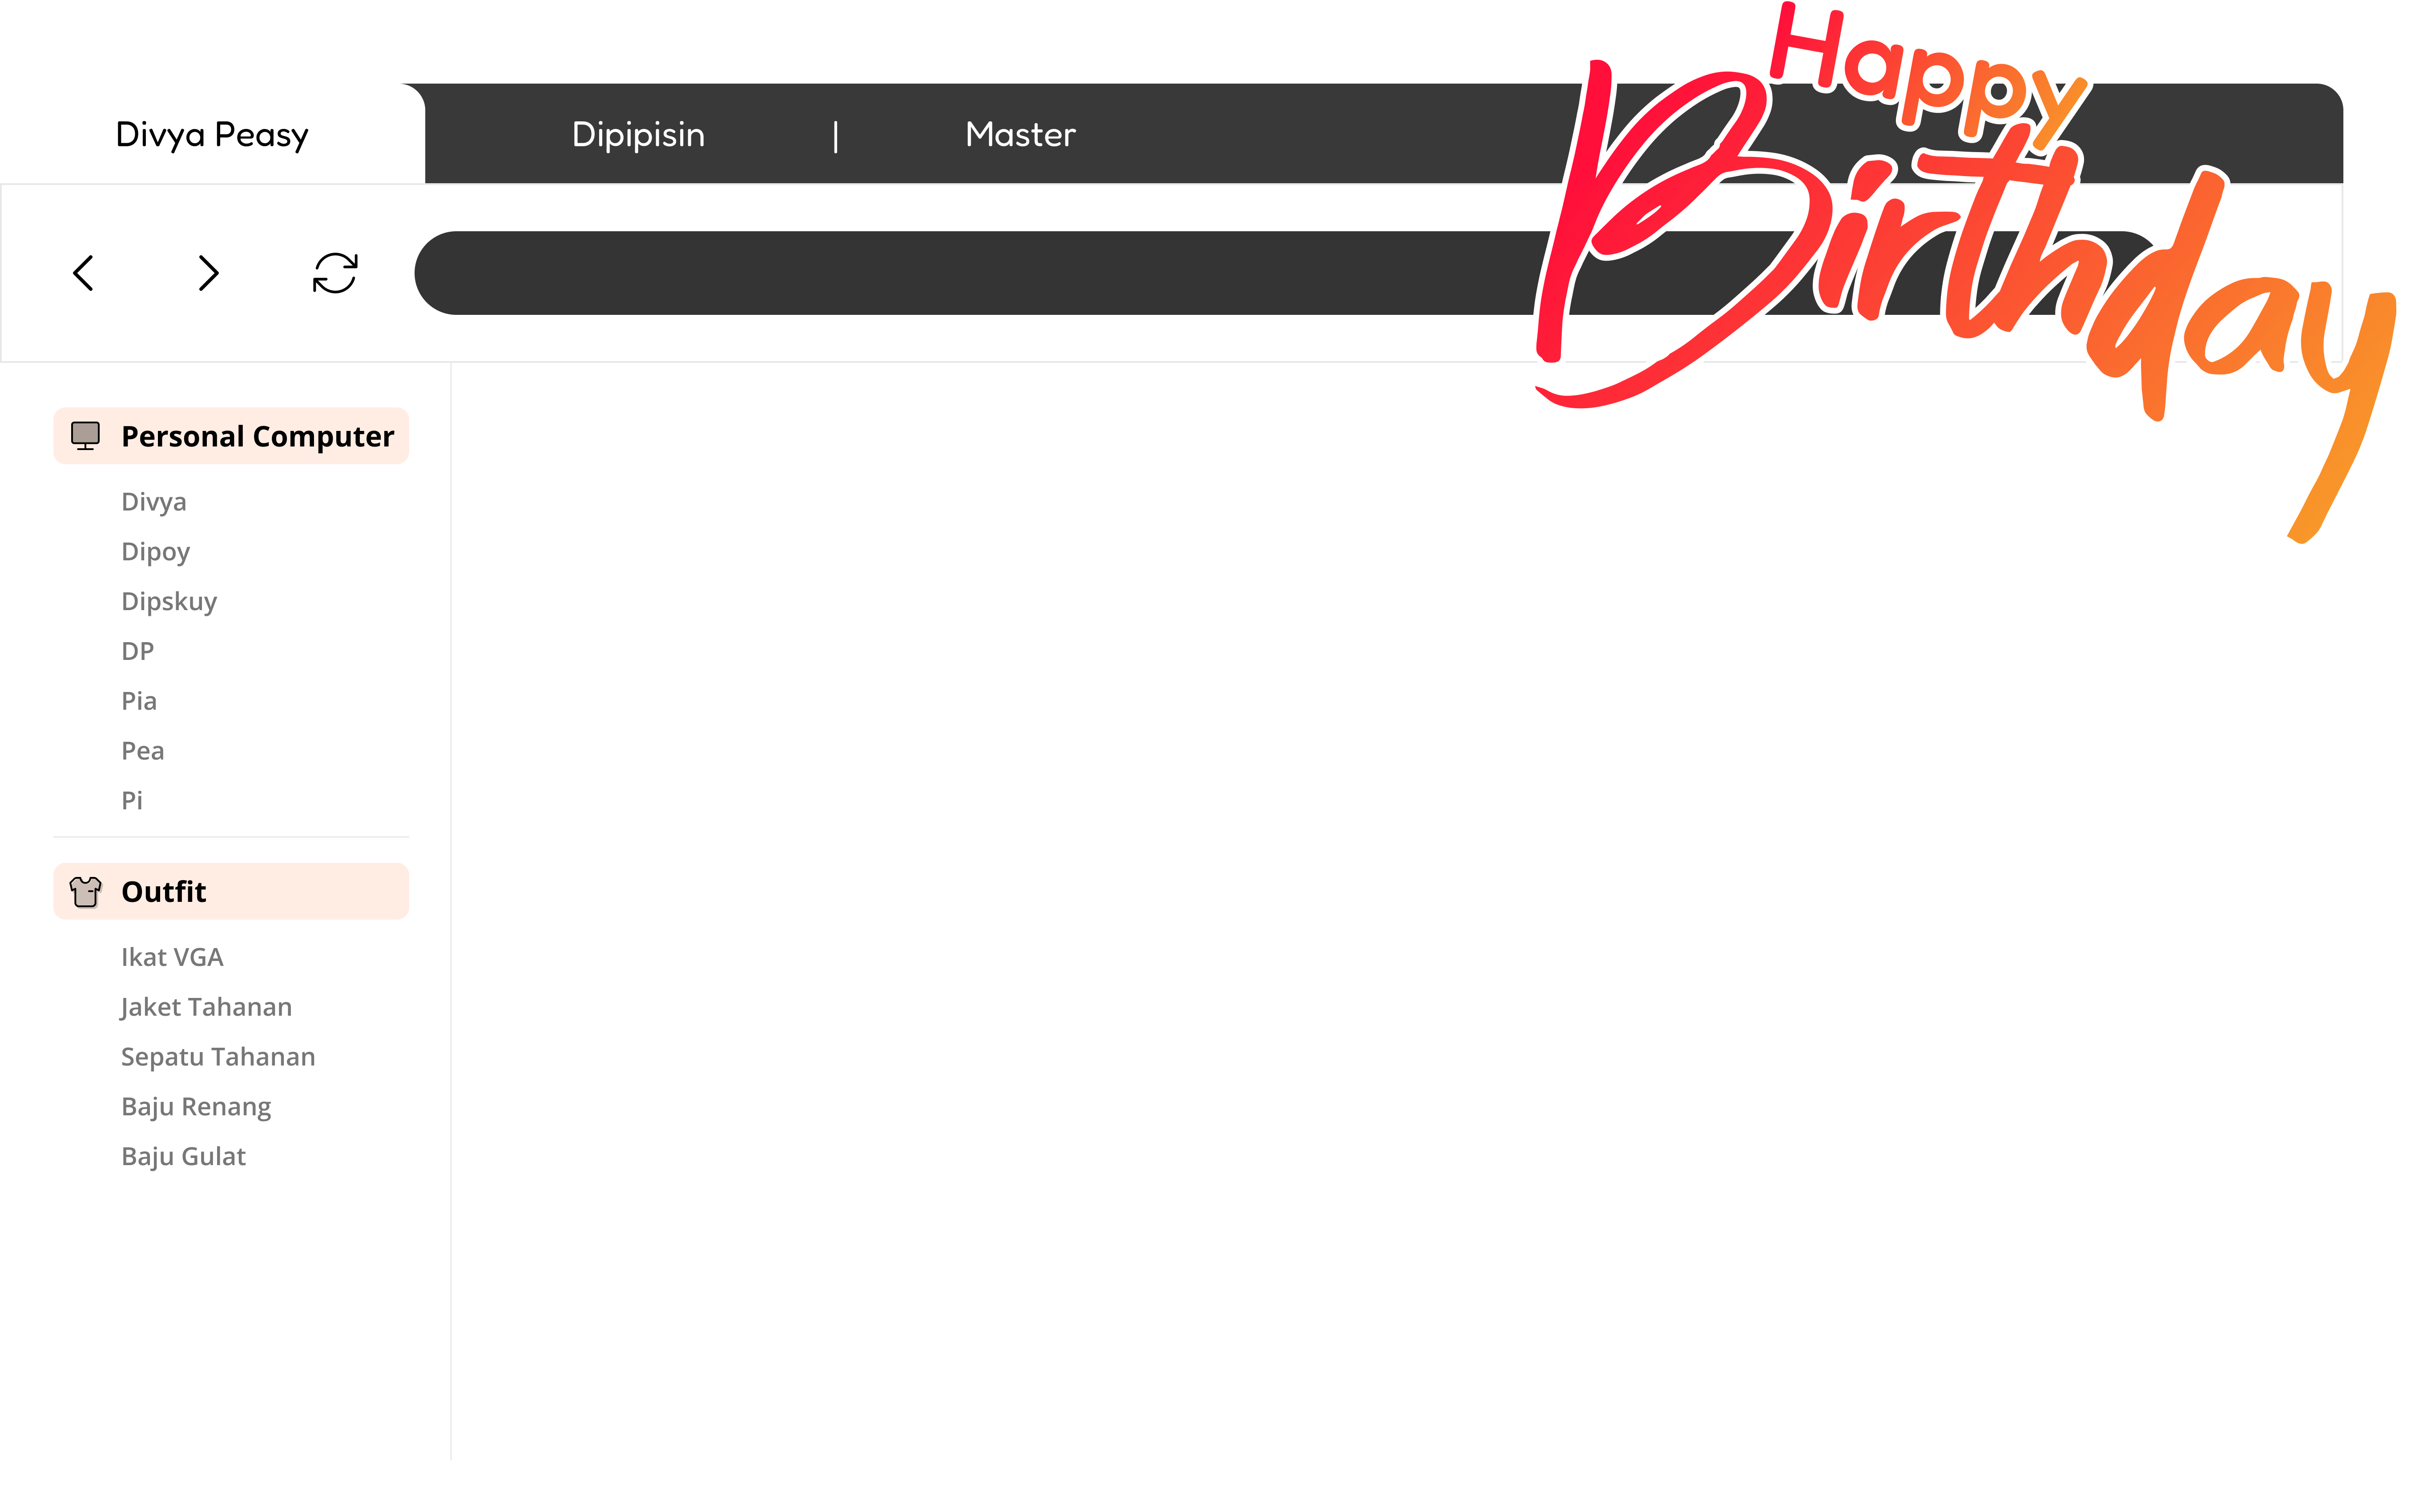 Happy
Birthday
Divya Peasy
Dipipisin | Master
Personal Computer
Divya
Dipoy
Dipskuy
DP
Pia
Pea
Pi
Outfit
Ikat VGA
Jaket Tahanan
Sepatu Tahanan
Baju Renang
Baju Gulat